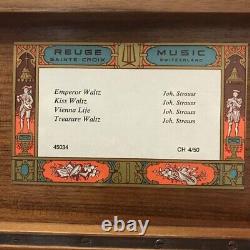 REUGE MUSIC
SAINTE-CROIX SWITZERLAND
Emperor Waltz Joh. Strauss
Kiss Waltz Joh. Strauss
Vienna Life Joh. Strauss
Treasure Waltz Joh. Strauss
45034 CH 4/50
© eBay